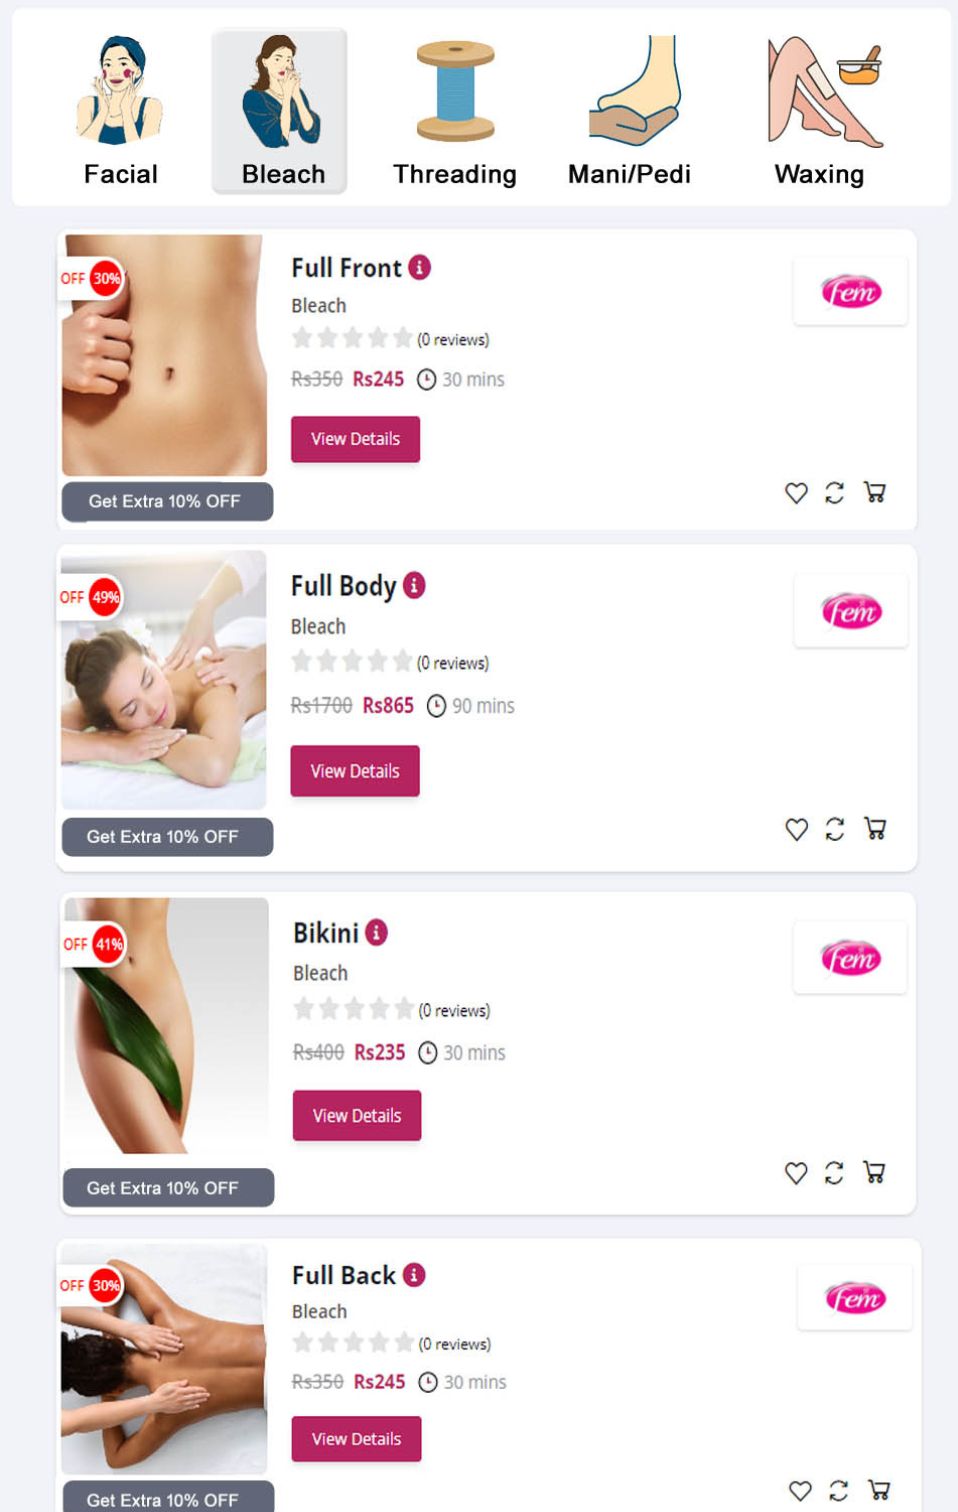 Facial Bleach Threading Mani/Pedi Waxing
OFF 30%
Full Front
fem
Bleach
(0 reviews)
Rs350 Rs245 30 mins
View Details
Get Extra 10% OFF
OFF 49%
Full Body
fem
Bleach
(0 reviews)
Rs1700 Rs865 90 mins
View Details
Get Extra 10% OFF
OFF 41%
Bikini
fem
Bleach
(0 reviews)
Rs400 Rs235 30 mins
View Details
Get Extra 10% OFF
OFF 30%
Full Back
fem
Bleach
(0 reviews)
Rs350 Rs245 30 mins
View Details
Get Extra 10% OFF